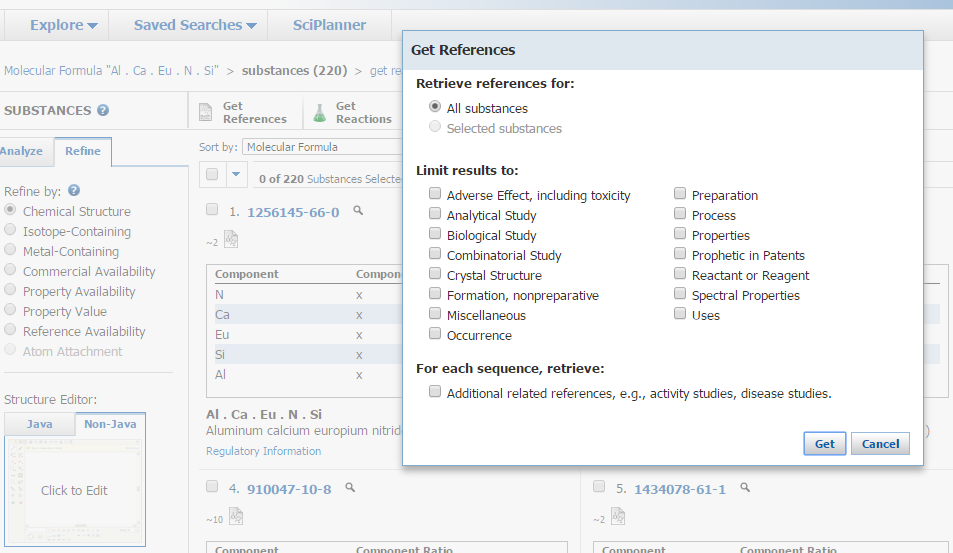 Explore Saved Searches SciPlanner
Molecular Formula "Al . Ca . Eu . N . Si" > substances (220) > get re
SUBSTANCES ?
Get References
Get Reactions
Analyze Refine
Sort by: Molecular Formula
0 of 220 Substances Selecte
Refine by: ?
Chemical Structure
Isotope-Containing
Metal-Containing
Commercial Availability
Property Availability
Property Value
Reference Availability
Atom Attachment
Structure Editor:
Java Non-Java
Click to Edit
1. 1256145-66-0
~2
Component Compon
N x
Ca x
Eu x
Si x
Al x
Al . Ca . Eu . N . Si
Aluminum calcium europium nitrid
)
Regulatory Information
4. 910047-10-8
~10
Component Component Ratio
5. 1434078-61-1
~2
Component Component Ratio
Get References
Retrieve references for:
All substances
Selected substances
Limit results to:
Adverse Effect, including toxicity
Analytical Study
Biological Study
Combinatorial Study
Crystal Structure
Formation, nonpreparative
Miscellaneous
Occurrence
Preparation
Process
Properties
Prophetic in Patents
Reactant or Reagent
Spectral Properties
Uses
For each sequence, retrieve:
Additional related references, e.g., activity studies, disease studies.
Get Cancel